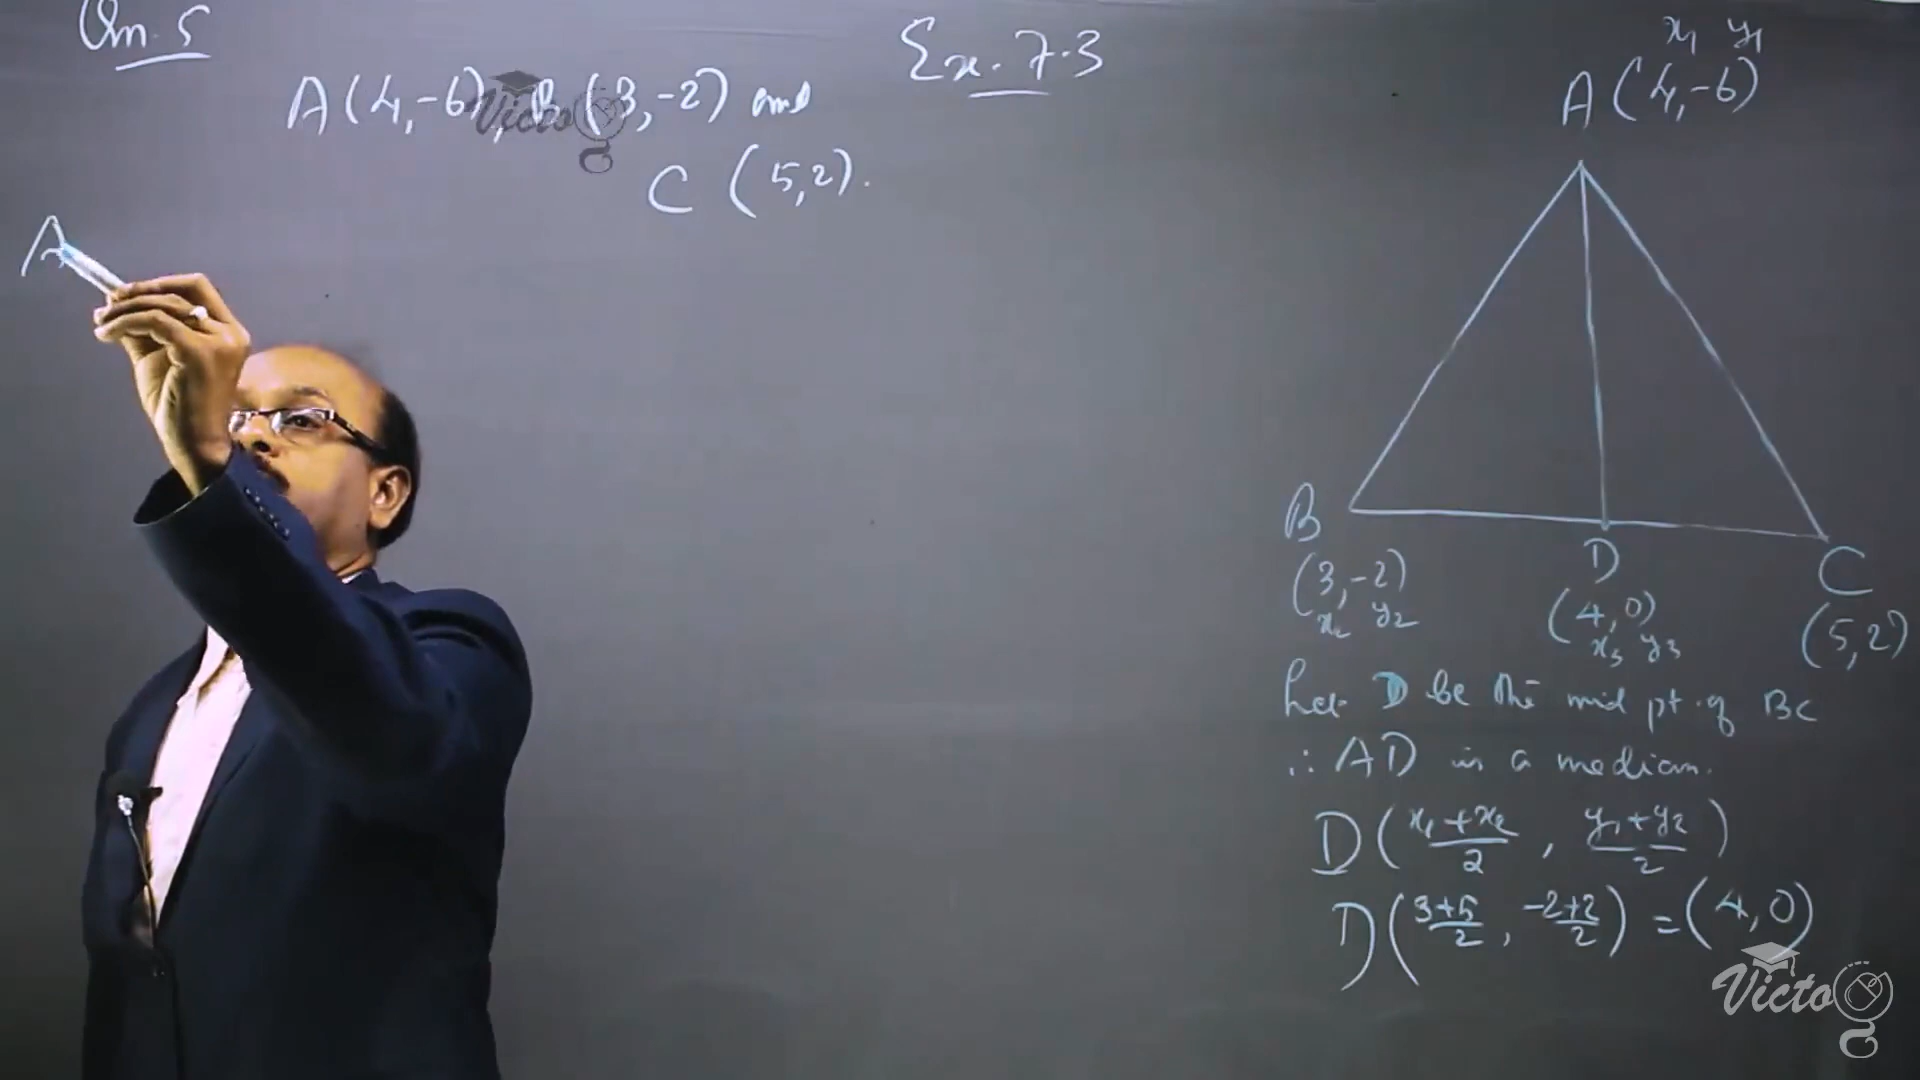 Qn. 5
Ex. 7.3
A(4,-6), B(3,-2) and
C (5,2).
A
x₁ y₁
A(4,-6)
B
D
C
(3,-2)
(4,0)
(5,2)
x₂ y₂
x₃ y₃
Let D be the mid pt. of BC
∴ AD is a median.
D(x₁+x₂/2, y₁+y₂/2)
D(3+5/2, -2+2/2) = (4,0)
Victo
Victo